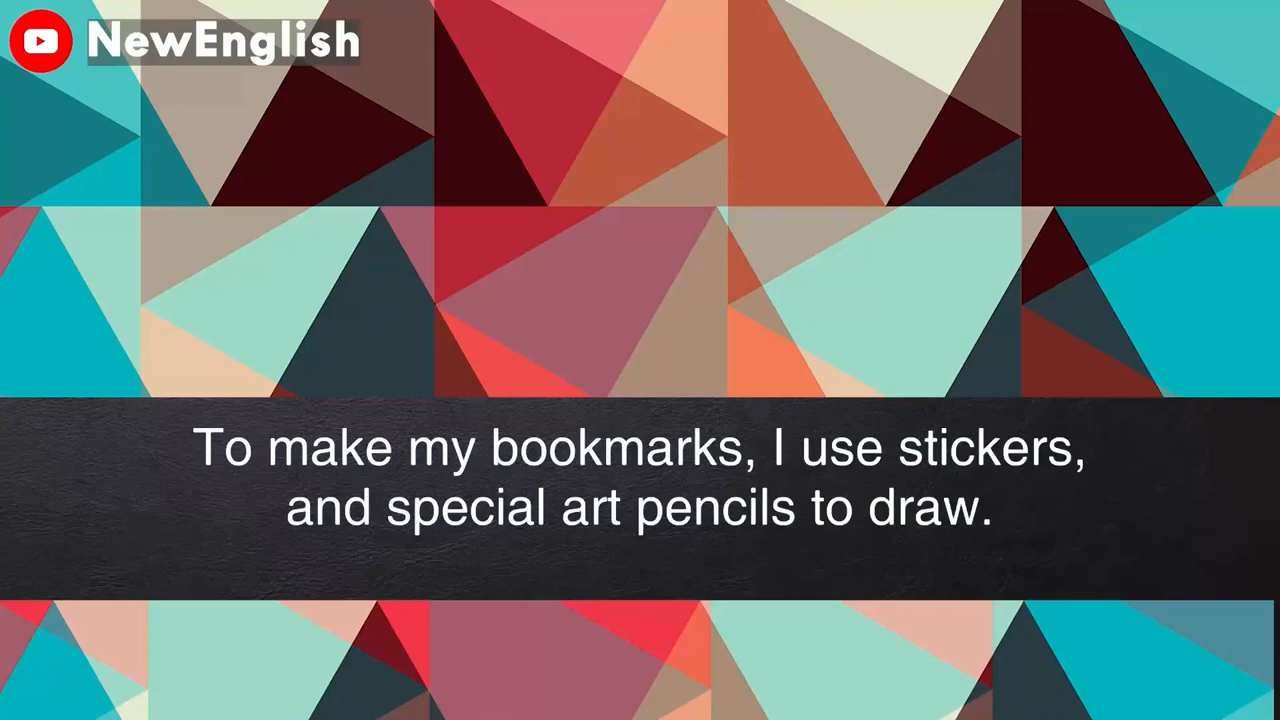 NewEnglish
To make my bookmarks, I use stickers,
and special art pencils to draw.